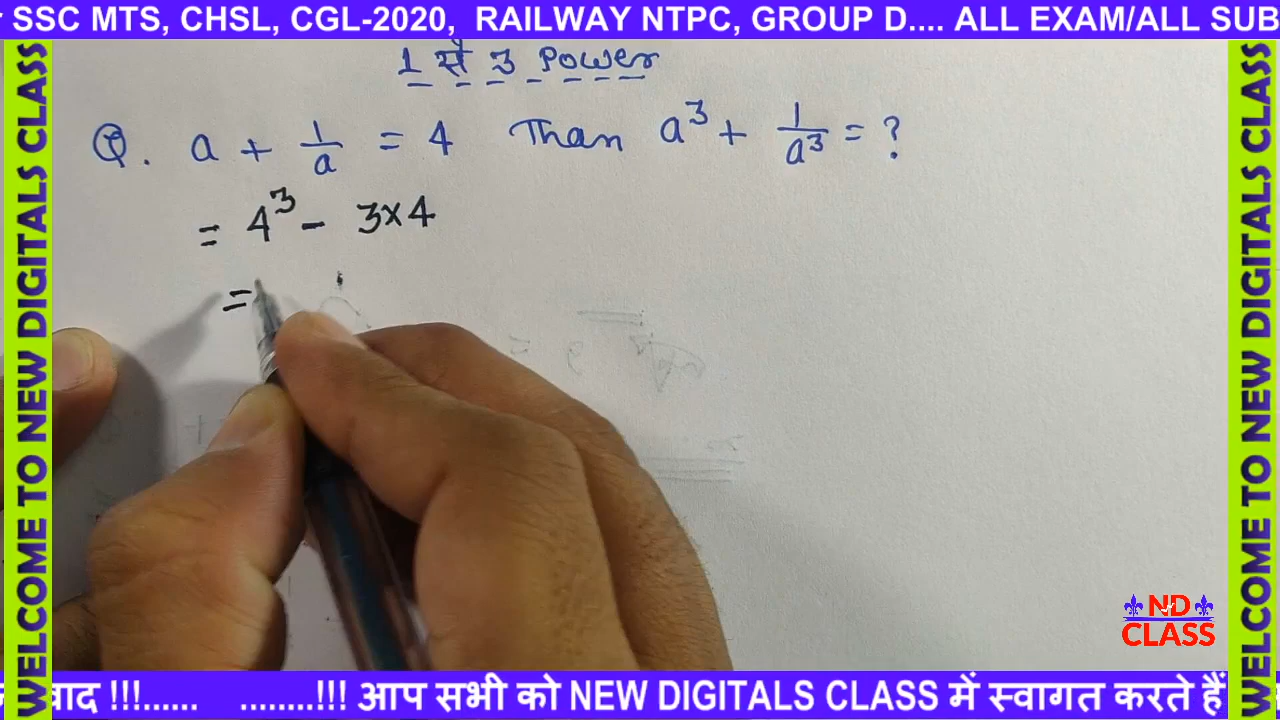 SSC MTS, CHSL, CGL-2020, RAILWAY NTPC, GROUP D.... ALL EXAM/ALL SUB
1 से 3 Power
Q. a + 1/a = 4 Than a³ + 1/a³ = ?
= 4³ - 3×4
=
WELCOME TO NEW DIGITALS CLASS
WELCOME TO NEW DIGITALS CLASS
ND
CLASS
!!!...... ........!!! आप सभी को NEW DIGITALS CLASS में स्वागत करते हैं